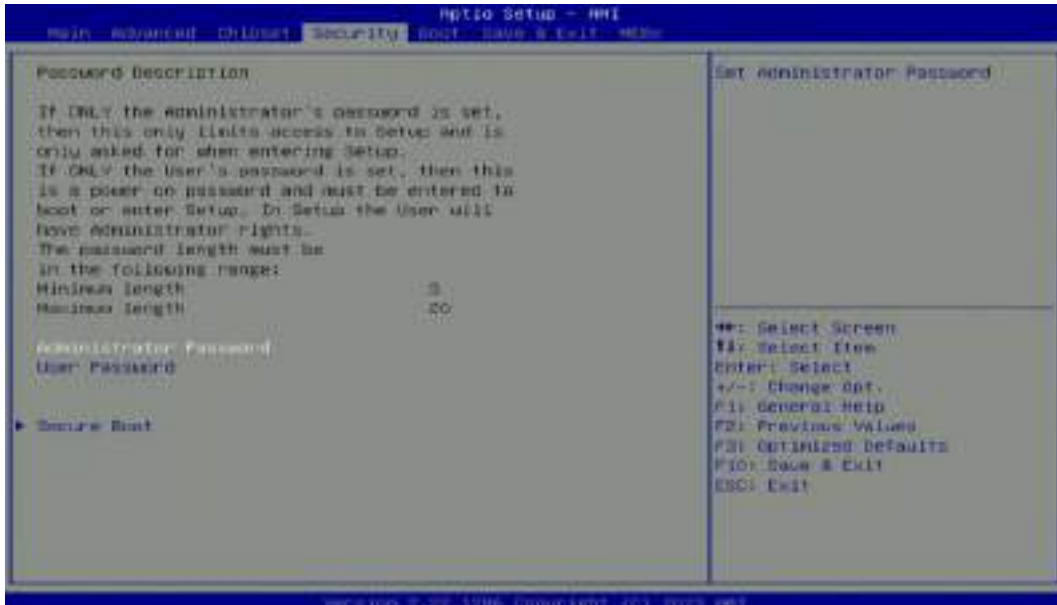 Aptio Setup - AMI
Main Advanced Chipset Security Boot Save & Exit
Password Description
If ONLY the Administrator's password is set,
then this only limits access to Setup and is
only asked for when entering Setup.
If ONLY the User's password is set, then this
is a power on password and must be entered to
boot or enter Setup. In Setup the User will
have Administrator rights.
The password length must be
in the following range:
Minimum length
Maximum length 20
Administrator Password
User Password
Secure Boot
Set Administrator Password
: Select Screen
: Select Item
Enter: Select
+/-: Change Opt.
F1: General Help
F2: Previous Values
F3: Optimized Defaults
F10: Save & Exit
ESC: Exit
Version Copyright (C) AMI